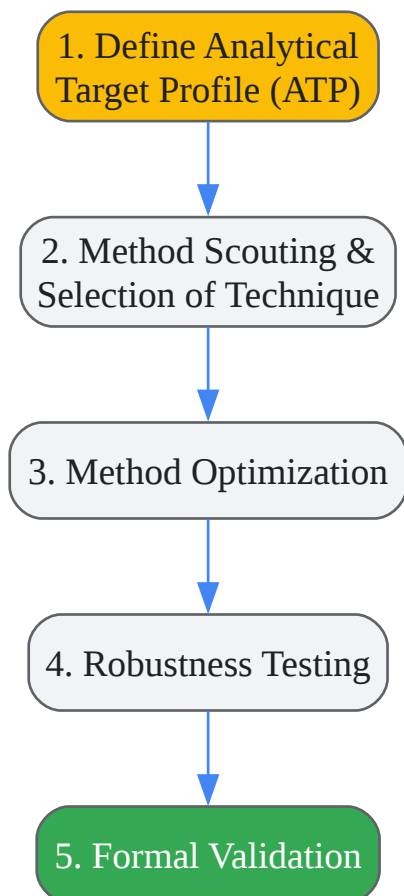 1. Define Analytical
Target Profile (ATP)
2. Method Scouting &
Selection of Technique
3. Method Optimization
4. Robustness Testing
5. Formal Validation